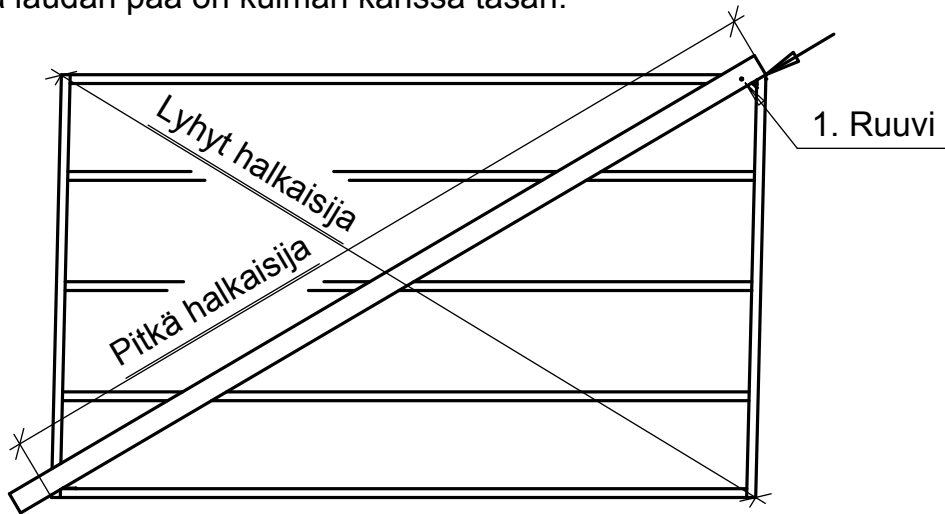 laudan pää on kulman kanssa tasan.
Lyhyt halkaisija
1. Ruuvi
Pitkä halkaisija